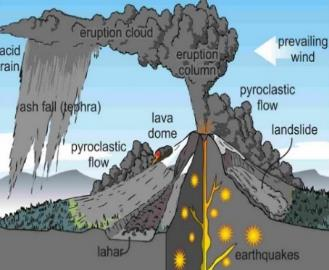 eruption cloud
acid
rain
eruption
column
prevailing
wind
ash fall (tephra)
pyroclastic
flow
lava
dome
landslide
pyroclastic
flow
lahar
earthquakes